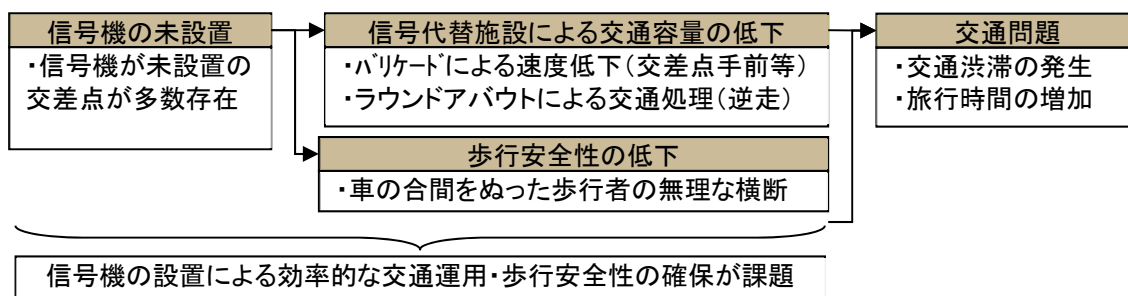 信号機の未設置
・信号機が未設置の
交差点が多数存在
信号代替施設による交通容量の低下
・ﾊﾞﾘｹｰﾄﾞによる速度低下（交差点手前等）
・ラウンドアバウトによる交通処理（逆走）
歩行安全性の低下
・車の合間をぬった歩行者の無理な横断
交通問題
・交通渋滞の発生
・旅行時間の増加
信号機の設置による効率的な交通運用・歩行安全性の確保が課題